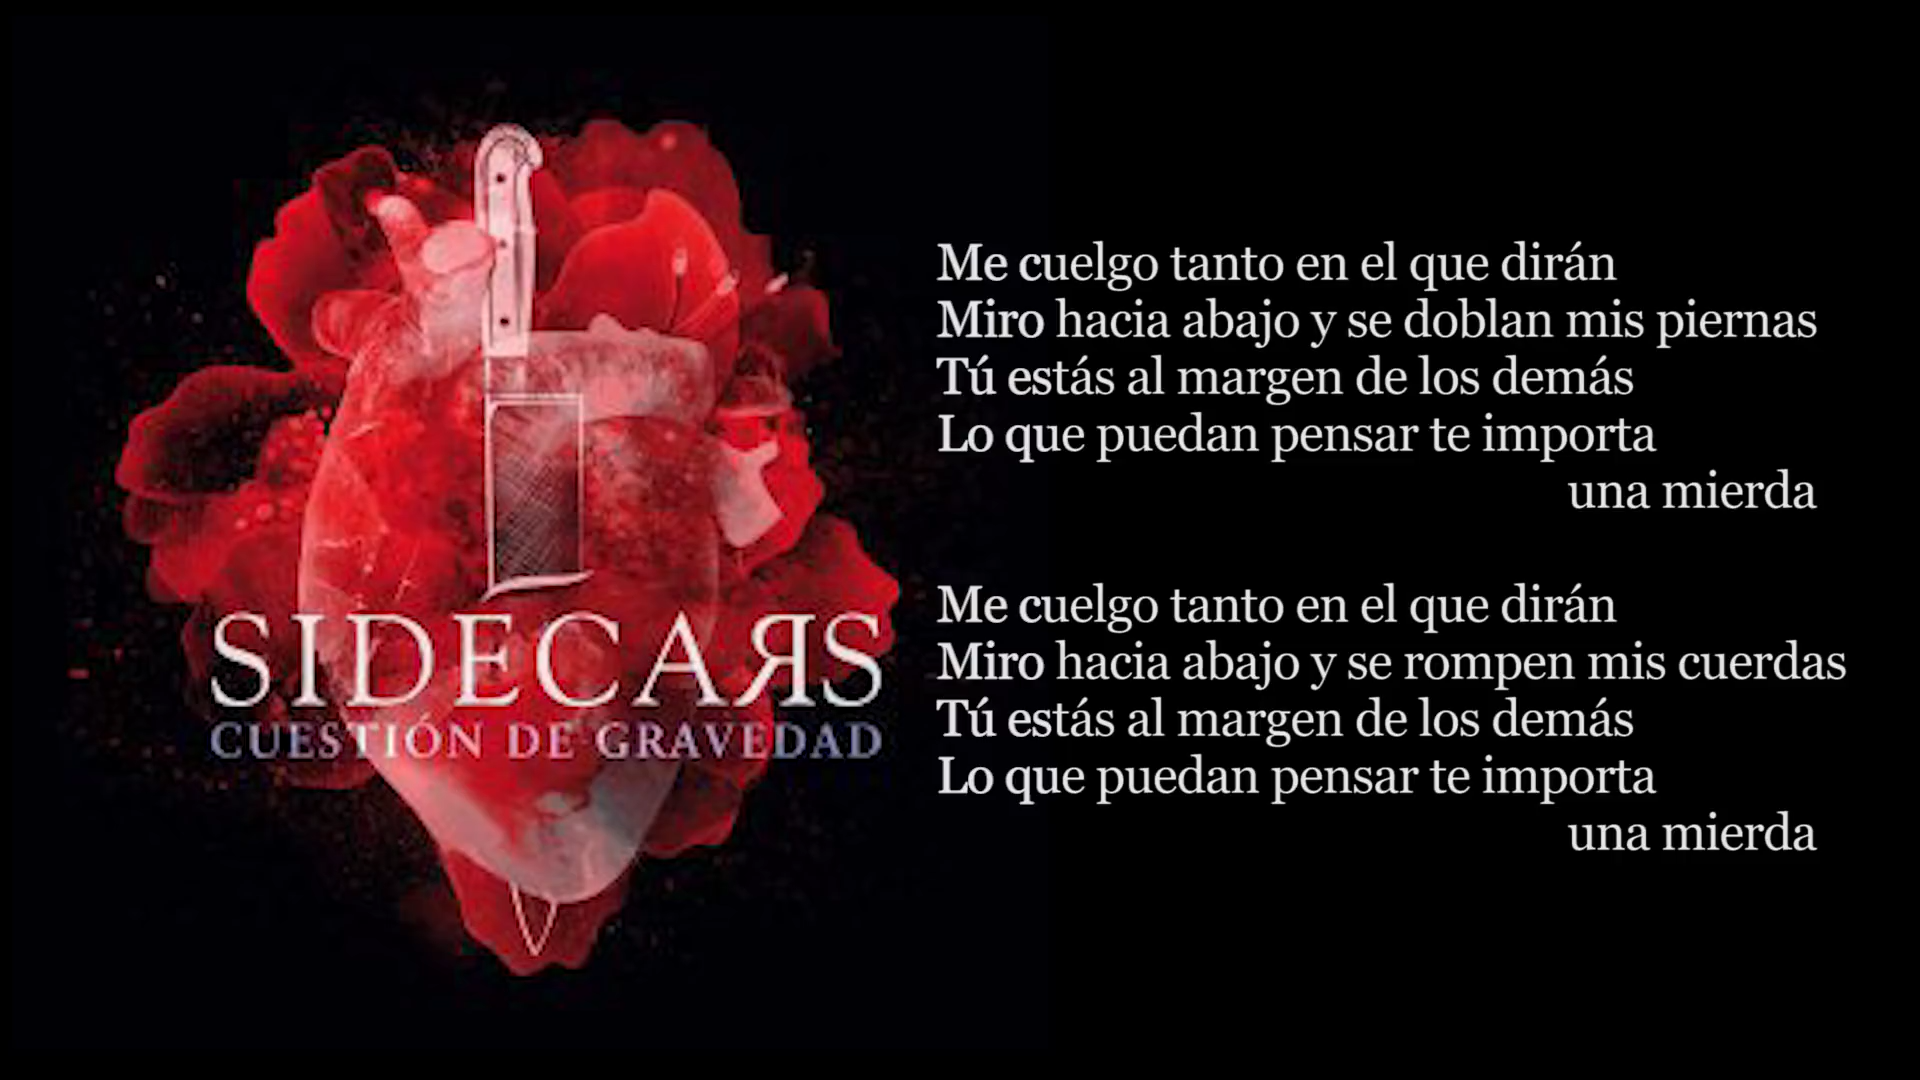 SIDECARS
CUESTIÓN DE GRAVEDAD
Me cuelgo tanto en el que dirán
Miro hacia abajo y se doblan mis piernas
Tú estás al margen de los demás
Lo que puedan pensar te importa
una mierda
Me cuelgo tanto en el que dirán
Miro hacia abajo y se rompen mis cuerdas
Tú estás al margen de los demás
Lo que puedan pensar te importa
una mierda